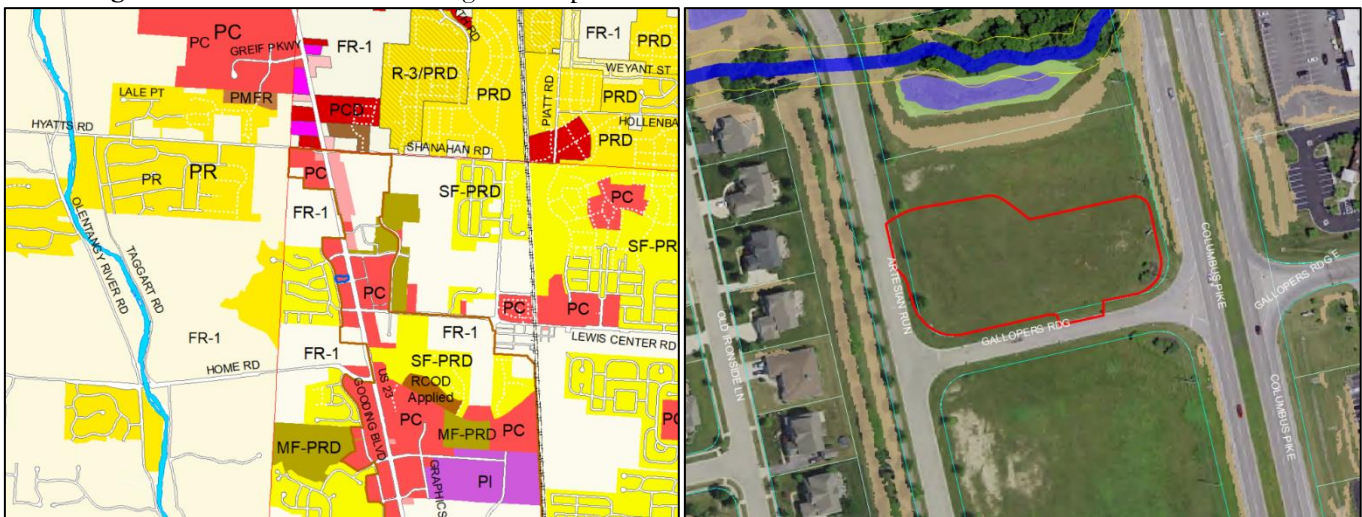 PC
PC
GREIF PKWY
FR-1
FR-1
PRD
R-3/PRD
PRD
WEYANT ST
PIATT RD
PRD
LALE PT
PMFR
PCD
HOLLENBA
HYATTS RD
PRD
SHANAHAN RD
PR
PR
PC
SF-PRD
PC
FR-1
OLENTANGY RIVER RD
TAGGART RD
SF-PR
PC
PC
PC
FR-1
FR-1
FR-1
LEWIS CENTER RD
HOME RD
SF-PRD
US 23
RCOD
Applied
GOODING BLVD
PC
PC
PC
MF-PRD
MF-PRD
PI
GRAPHICS
OLD IRONSIDE LN
ARTESIAN RUN
GALLOPERS RDG
COLUMBUS PIKE
GALLOPERS RDG E
COLUMBUS PIKE